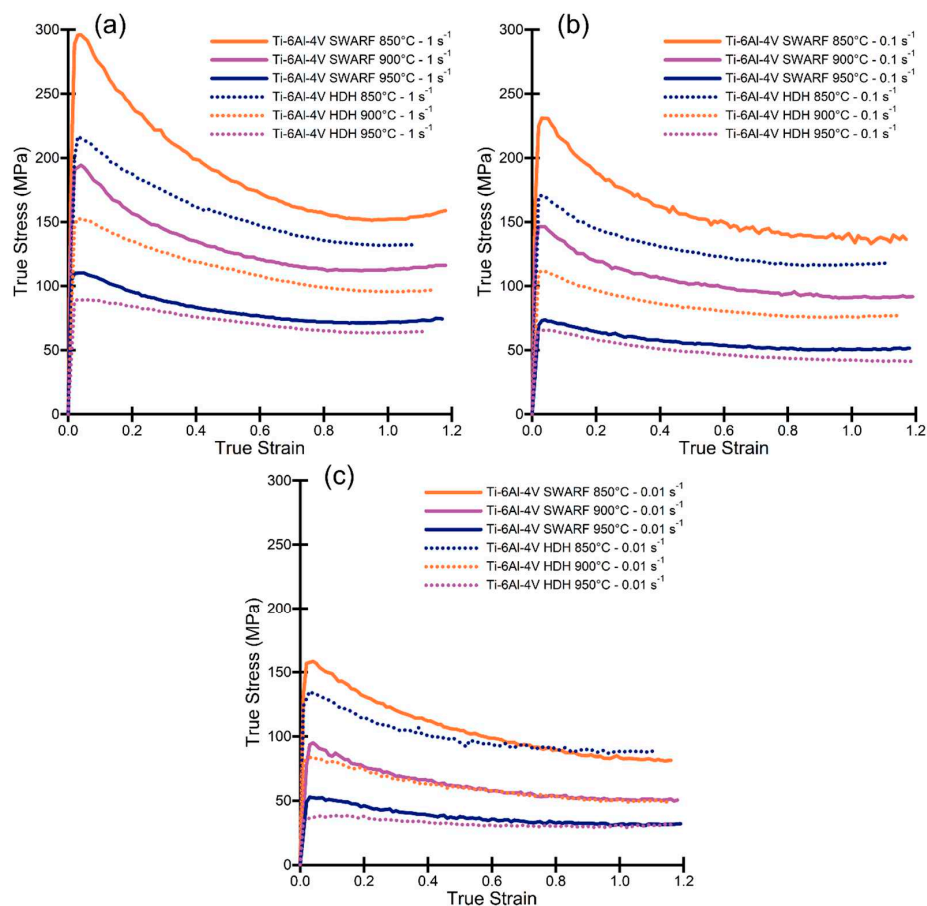 (a)
300
250
200
150
100
50
0
True Stress (MPa)
Ti-6Al-4V SWARF 850°C - 1 s⁻¹
Ti-6Al-4V SWARF 900°C - 1 s⁻¹
Ti-6Al-4V SWARF 950°C - 1 s⁻¹
Ti-6Al-4V HDH 850°C - 1 s⁻¹
Ti-6Al-4V HDH 900°C - 1 s⁻¹
Ti-6Al-4V HDH 950°C - 1 s⁻¹
0.0 0.2 0.4 0.6 0.8 1.0 1.2
True Strain
(b)
300
250
200
150
100
50
0
True Stress (MPa)
Ti-6Al-4V SWARF 850°C - 0.1 s⁻¹
Ti-6Al-4V SWARF 900°C - 0.1 s⁻¹
Ti-6Al-4V SWARF 950°C - 0.1 s⁻¹
Ti-6Al-4V HDH 850°C - 0.1 s⁻¹
Ti-6Al-4V HDH 900°C - 0.1 s⁻¹
Ti-6Al-4V HDH 950°C - 0.1 s⁻¹
0.0 0.2 0.4 0.6 0.8 1.0 1.2
True Strain
(c)
300
250
200
150
100
50
0
True Stress (MPa)
Ti-6Al-4V SWARF 850°C - 0.01 s⁻¹
Ti-6Al-4V SWARF 900°C - 0.01 s⁻¹
Ti-6Al-4V SWARF 950°C - 0.01 s⁻¹
Ti-6Al-4V HDH 850°C - 0.01 s⁻¹
Ti-6Al-4V HDH 900°C - 0.01 s⁻¹
Ti-6Al-4V HDH 950°C - 0.01 s⁻¹
0.0 0.2 0.4 0.6 0.8 1.0 1.2
True Strain